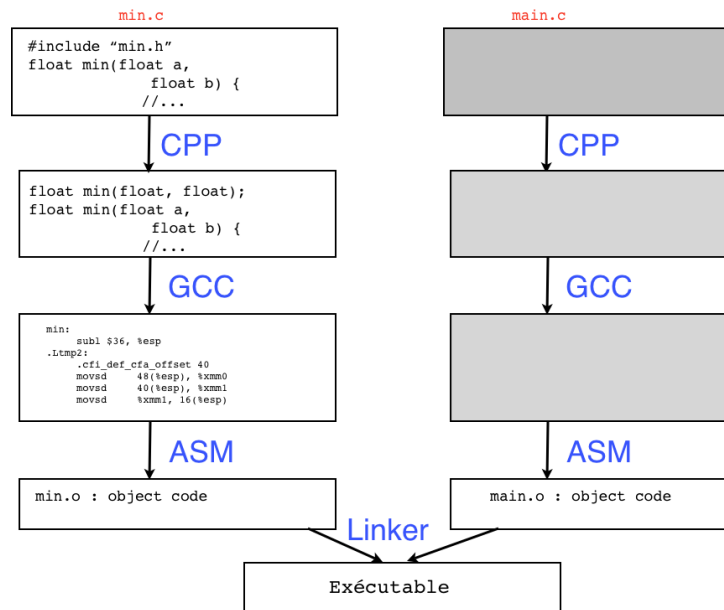 min.c
main.c
#include “min.h”
float min(float a,
float b) {
//...
CPP
CPP
float min(float, float);
float min(float a,
float b) {
//...
GCC
GCC
min:
subl $36, %esp
.Ltmp2:
.cfi_def_cfa_offset 40
movsd 48(%esp), %xmm0
movsd 40(%esp), %xmm1
movsd %xmm1, 16(%esp)
ASM
ASM
min.o : object code
main.o : object code
Linker
Exécutable